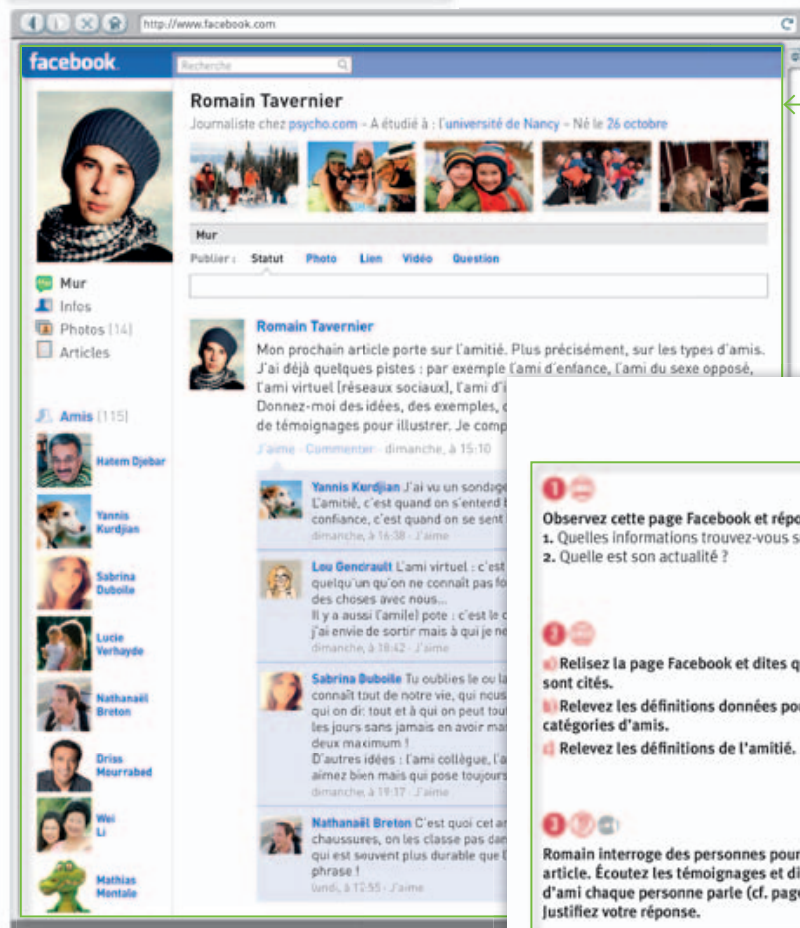 http://www.facebook.com
facebook
Recherche
Romain Tavernier
Journaliste chez psycho.com - A étudié à : l'université de Nancy - Né le 26 octobre
Mur
Publier : Statut Photo Lien Vidéo Question
Mur
Infos
Photos (14)
Articles
Amis (115)
Hatem Djebar
Yannis
Kurdjian
Sabrina
Duboile
Lucie
Verhayde
Nathanaël
Breton
Driss
Mourrabed
Wei
Li
Mathias
Montale
Romain Tavernier
Mon prochain article porte sur l'amitié. Plus précisément, sur les types d'amis.
J'ai déjà quelques pistes : par exemple l'ami d'enfance, l'ami du sexe opposé,
l'ami virtuel (réseaux sociaux), l'ami d'i
Donnez-moi des idées, des exemples,
de témoignages pour illustrer. Je comp
J'aime - Commenter - dimanche, à 15:10
Yannis Kurdjian J'ai vu un sondage
L'amitié, c'est quand on s'entend b
confiance, c'est quand on se sent
dimanche, à 16:38 - J'aime
Lou Gendrault L'ami virtuel : c'est
quelqu'un qu'on ne connaît pas fo
des choses avec nous...
Il y a aussi l'ami(e) pote : c'est le c
j'ai envie de sortir mais à qui je ne
dimanche, à 18:42 - J'aime
Sabrina Duboile Tu oublies le ou la
connaît tout de notre vie, qui nous
qui on dit tout et à qui on peut tou
les jours sans jamais en avoir mar
deux maximum !
D'autres idées : l'ami collègue, l'a
aimez bien mais qui pose toujours
dimanche, à 19:17 - J'aime
Nathanaël Breton C'est quoi cet ar
chaussures, on les classe pas dan
qui est souvent plus durable que l
phrase !
lundi, à 12:55 - J'aime
1
Observez cette page Facebook et répo
1. Quelles informations trouvez-vous s
2. Quelle est son actualité ?
2
a) Relisez la page Facebook et dites q
sont cités.
b) Relevez les définitions données pou
catégories d'amis.
c) Relevez les définitions de l'amitié.
3
Romain interroge des personnes pour
article. Écoutez les témoignages et di
d'ami chaque personne parle (cf. page
Justifiez votre réponse.